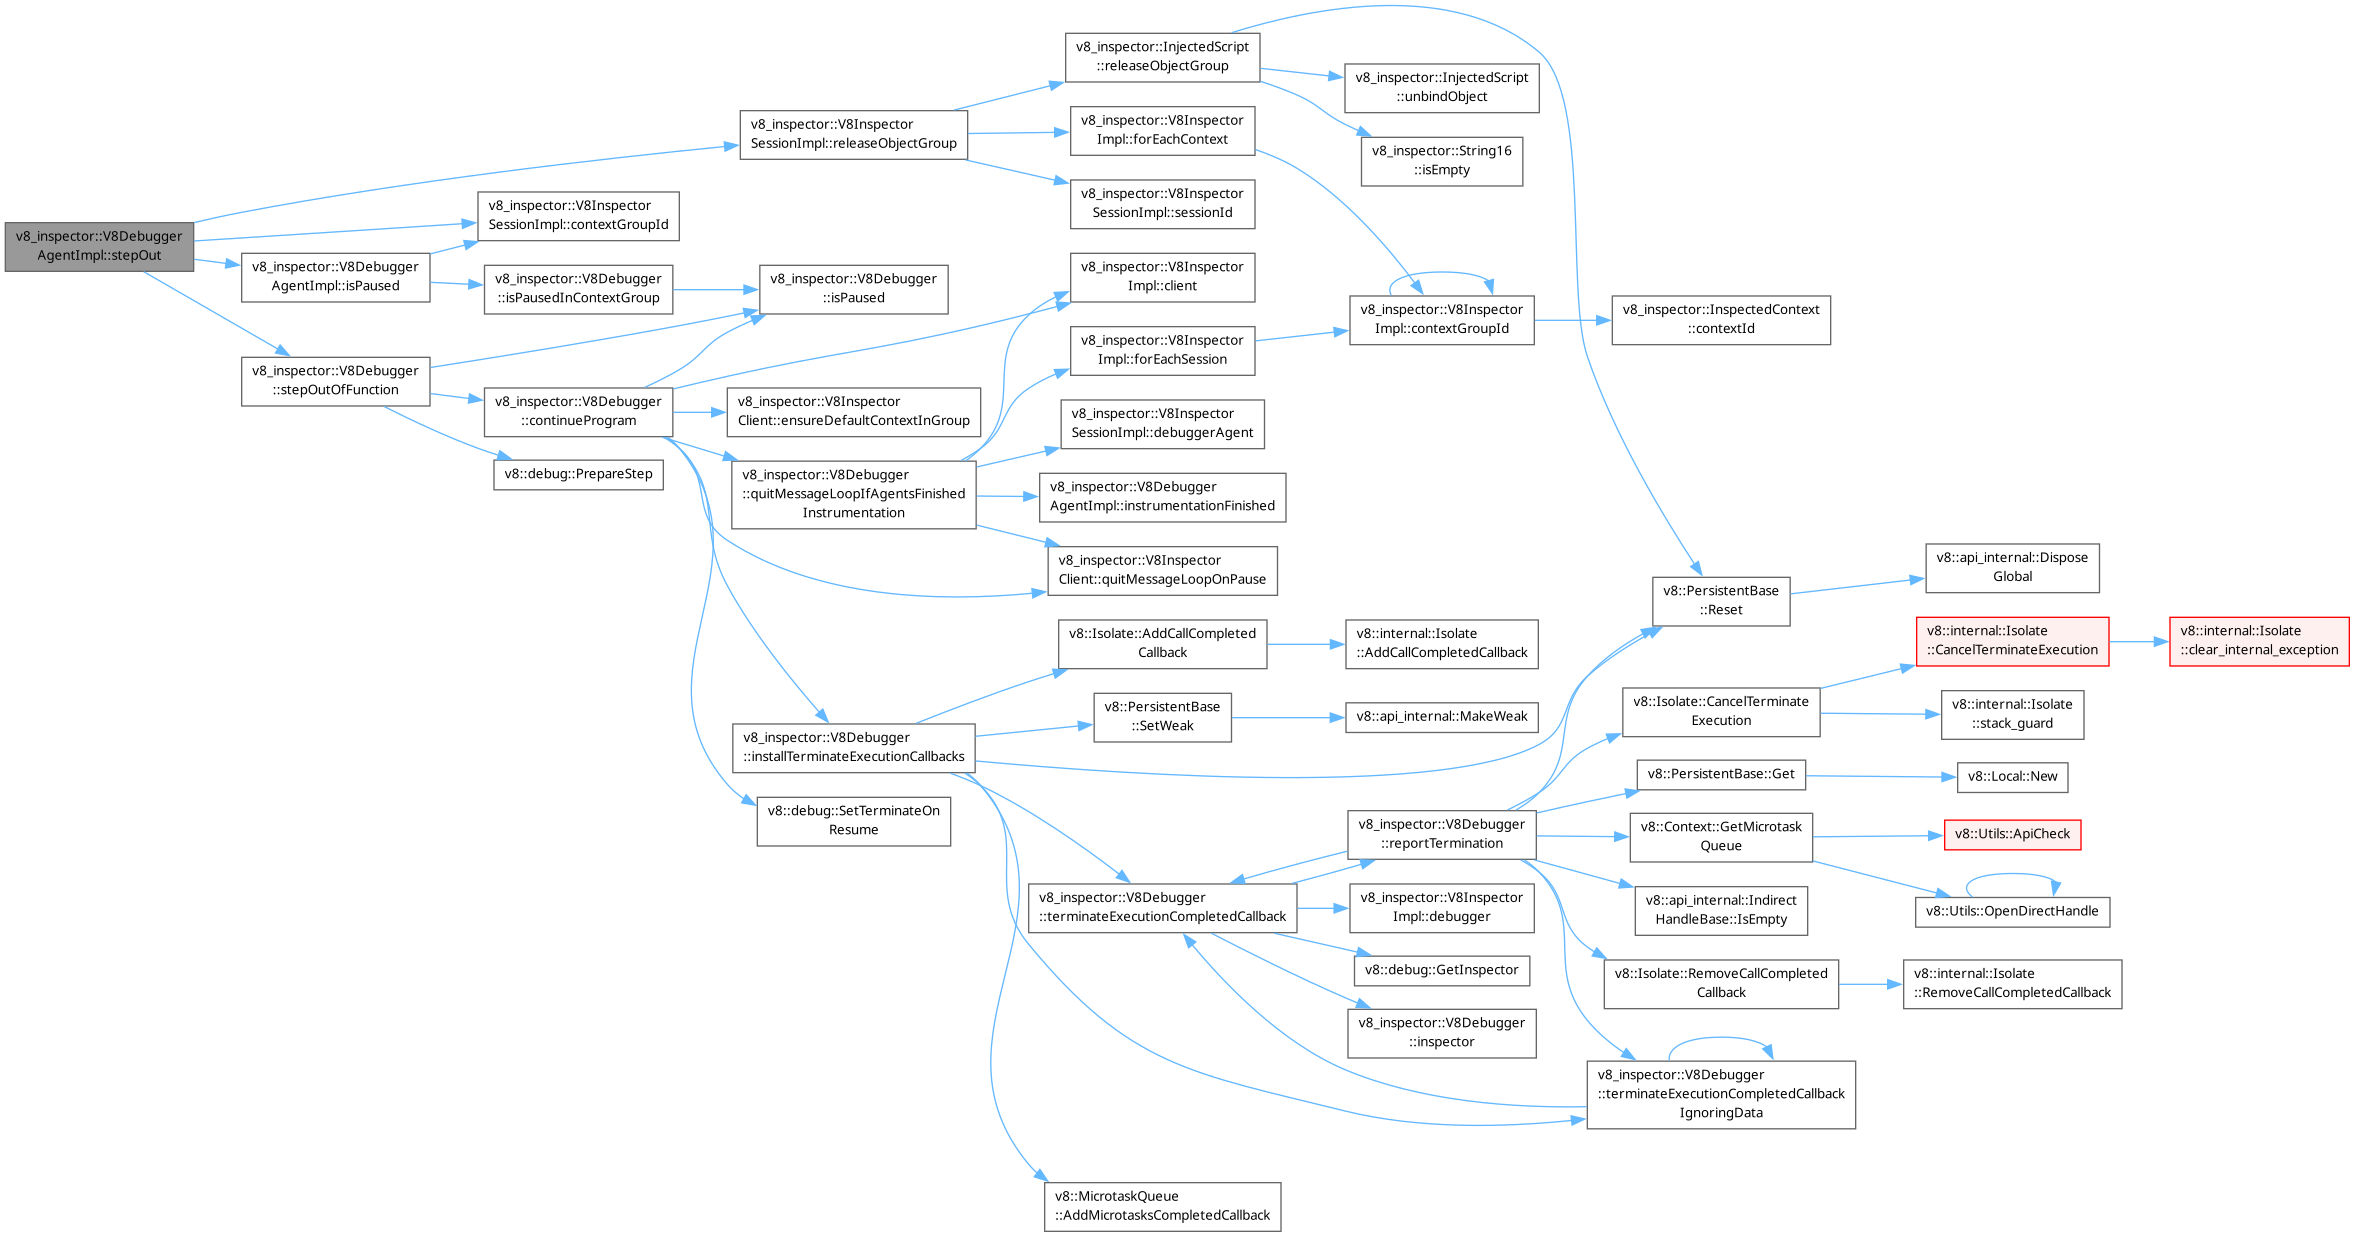 v8_inspector::V8Debugger
AgentImpl::stepOut
v8_inspector::V8Inspector
SessionImpl::contextGroupId
v8_inspector::V8Debugger
AgentImpl::isPaused
v8_inspector::V8Debugger
::isPausedInContextGroup
v8_inspector::V8Debugger
::isPaused
v8_inspector::V8Debugger
::stepOutOfFunction
v8_inspector::V8Debugger
::continueProgram
v8::debug::PrepareStep
v8_inspector::V8Inspector
SessionImpl::releaseObjectGroup
v8_inspector::InjectedScript
::releaseObjectGroup
v8_inspector::V8Inspector
Impl::forEachContext
v8_inspector::V8Inspector
SessionImpl::sessionId
v8_inspector::InjectedScript
::unbindObject
v8_inspector::String16
::isEmpty
v8_inspector::V8Inspector
Impl::client
v8_inspector::V8Inspector
Impl::forEachSession
v8_inspector::V8Inspector
Impl::contextGroupId
v8_inspector::InspectedContext
::contextId
v8_inspector::V8Inspector
Client::ensureDefaultContextInGroup
v8_inspector::V8Debugger
::quitMessageLoopIfAgentsFinished
Instrumentation
v8_inspector::V8Inspector
SessionImpl::debuggerAgent
v8_inspector::V8Debugger
AgentImpl::instrumentationFinished
v8_inspector::V8Inspector
Client::quitMessageLoopOnPause
v8::PersistentBase
::Reset
v8::api_internal::Dispose
Global
v8::Isolate::AddCallCompleted
Callback
v8::internal::Isolate
::AddCallCompletedCallback
v8::PersistentBase
::SetWeak
v8::api_internal::MakeWeak
v8_inspector::V8Debugger
::installTerminateExecutionCallbacks
v8::debug::SetTerminateOn
Resume
v8_inspector::V8Debugger
::terminateExecutionCompletedCallback
v8_inspector::V8Debugger
::reportTermination
v8_inspector::V8Inspector
Impl::debugger
v8::debug::GetInspector
v8_inspector::V8Debugger
::inspector
v8::Isolate::CancelTerminate
Execution
v8::internal::Isolate
::CancelTerminateExecution
v8::internal::Isolate
::clear_internal_exception
v8::internal::Isolate
::stack_guard
v8::PersistentBase::Get
v8::Local::New
v8::Context::GetMicrotask
Queue
v8::Utils::ApiCheck
v8::Utils::OpenDirectHandle
v8::api_internal::Indirect
HandleBase::IsEmpty
v8::Isolate::RemoveCallCompleted
Callback
v8::internal::Isolate
::RemoveCallCompletedCallback
v8_inspector::V8Debugger
::terminateExecutionCompletedCallback
IgnoringData
v8::MicrotaskQueue
::AddMicrotasksCompletedCallback